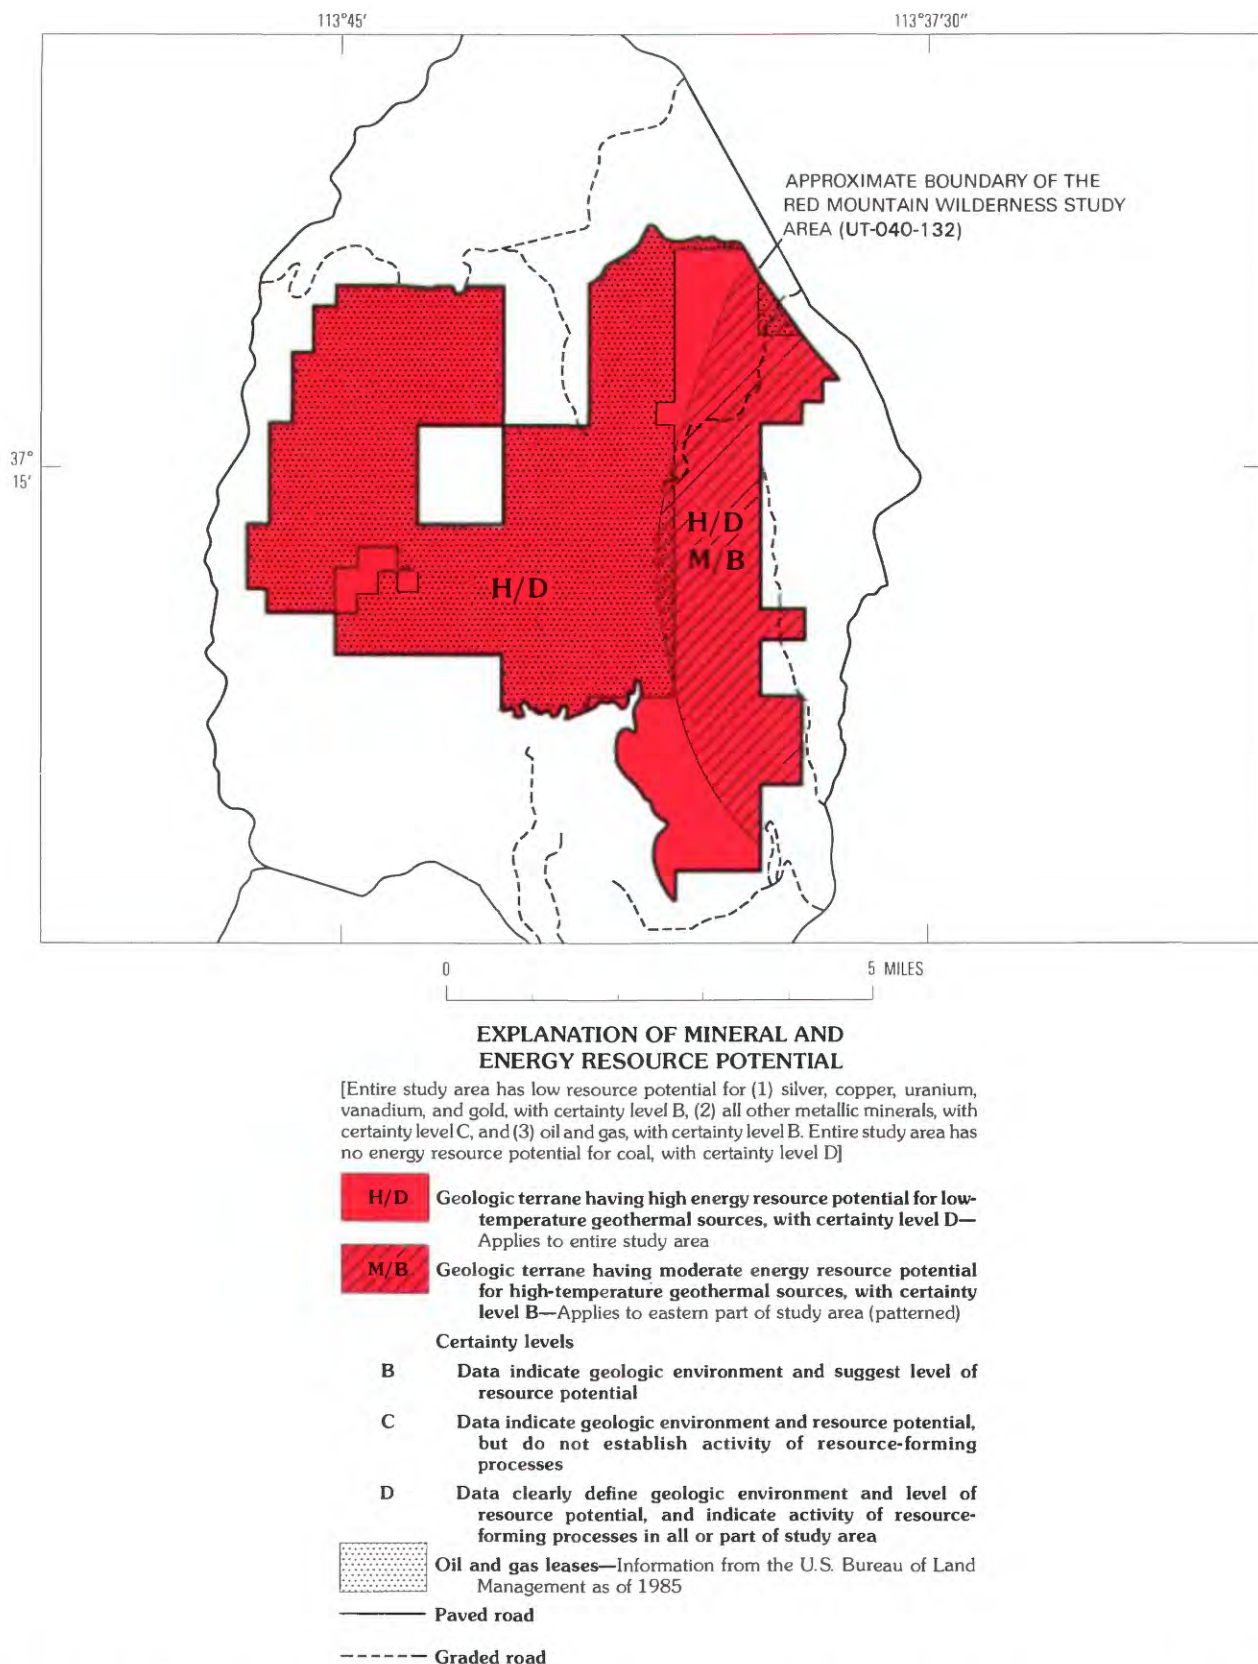 113°45'
113°37'30"
APPROXIMATE BOUNDARY OF THE
RED MOUNTAIN WILDERNESS STUDY
AREA (UT-040-132)
37°
15'
H/D
M/B
H/D
0
5 MILES
EXPLANATION OF MINERAL AND
ENERGY RESOURCE POTENTIAL
[Entire study area has low resource potential for (1) silver, copper, uranium,
vanadium, and gold, with certainty level B, (2) all other metallic minerals, with
certainty level C, and (3) oil and gas, with certainty level B. Entire study area has
no energy resource potential for coal, with certainty level D]
H/D
Geologic terrane having high energy resource potential for low-
temperature geothermal sources, with certainty level D—
Applies to entire study area
M/B
Geologic terrane having moderate energy resource potential
for high-temperature geothermal sources, with certainty
level B—Applies to eastern part of study area (patterned)
Certainty levels
B Data indicate geologic environment and suggest level of
resource potential
C Data indicate geologic environment and resource potential,
but do not establish activity of resource-forming
processes
D Data clearly define geologic environment and level of
resource potential, and indicate activity of resource-
forming processes in all or part of study area
Oil and gas leases—Information from the U.S. Bureau of Land
Management as of 1985
Paved road
Graded road